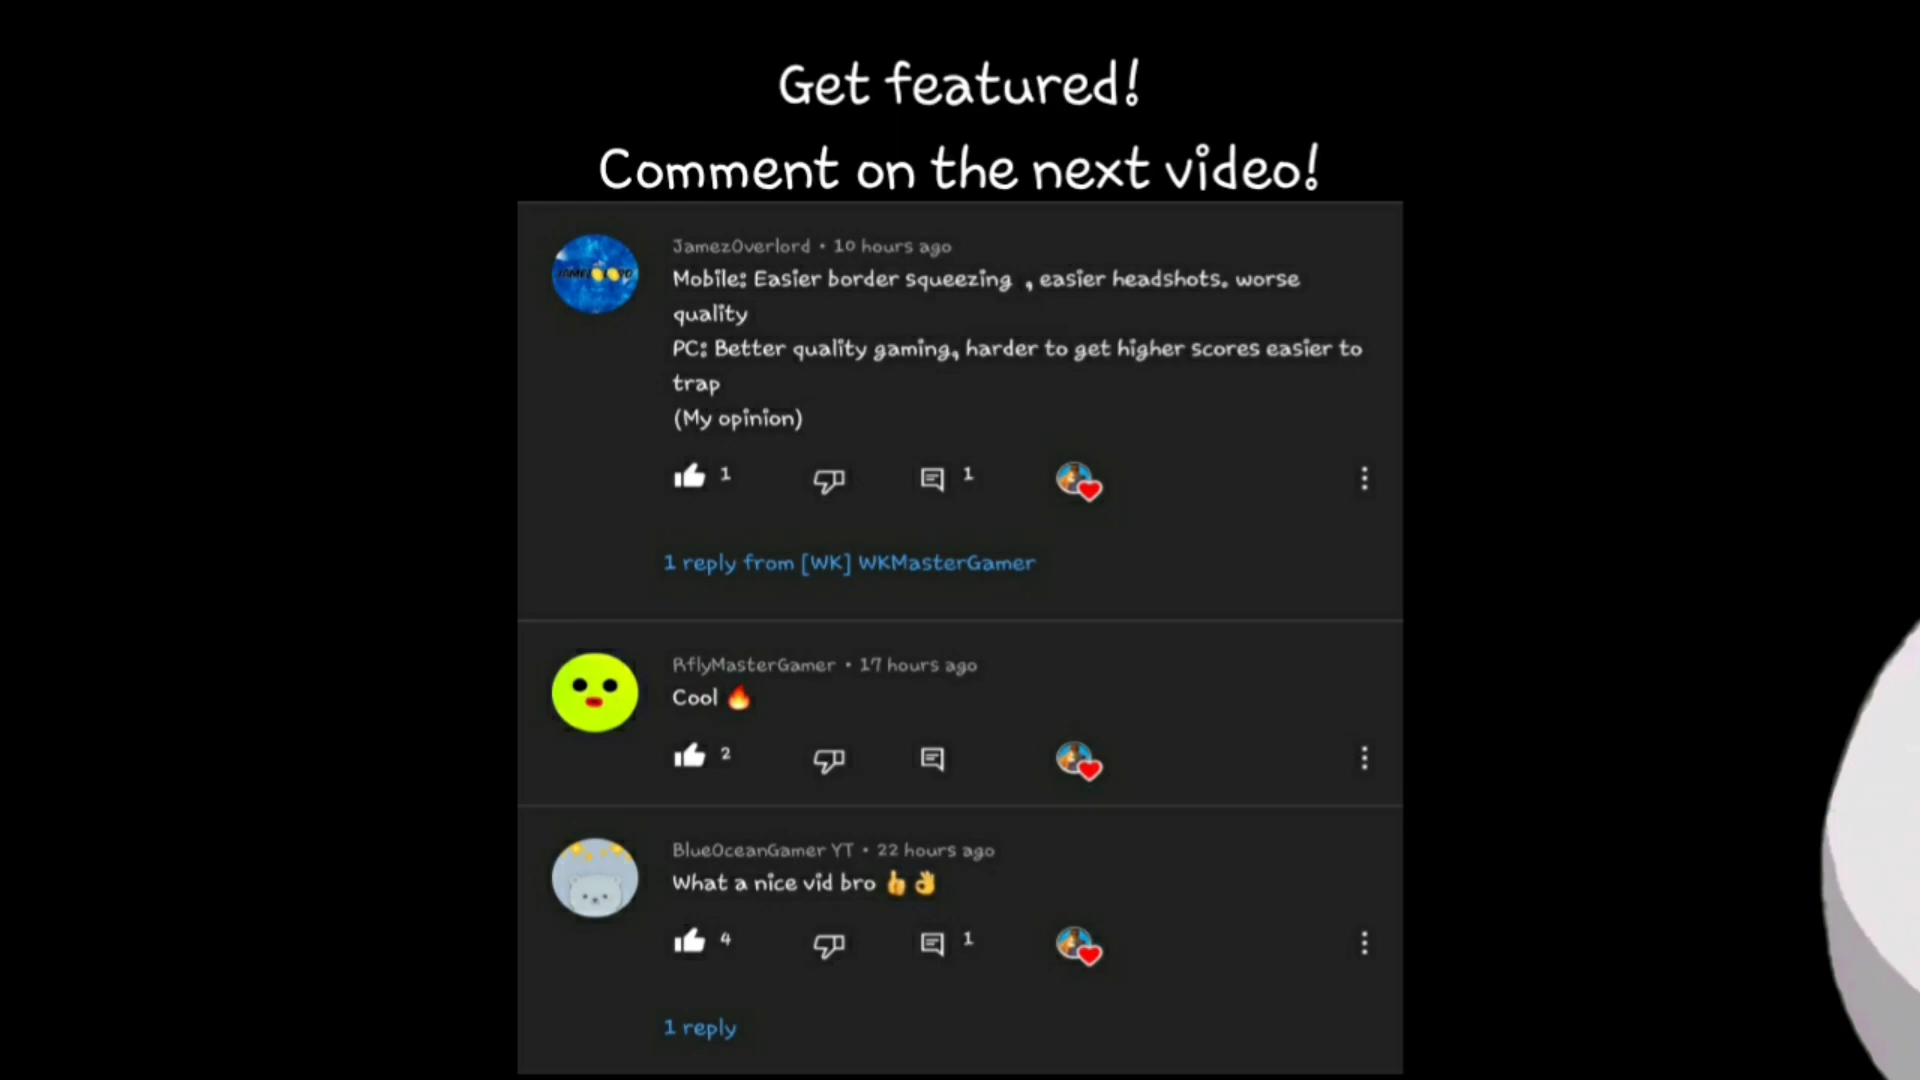 Get featured!
Comment on the next video!
JamezOverlord • 10 hours ago
Mobile: Easier border squeezing , easier headshots. worse
quality
PC: Better quality gaming, harder to get higher scores easier to
trap
(My opinion)
1
1
1 reply from [WK] WKMasterGamer
RflyMasterGamer • 17 hours ago
Cool 🔥
2
BlueOceanGamer YT • 22 hours ago
What a nice vid bro 👍👌
4
1
1 reply